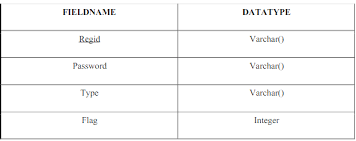 FIELDNAME DATATYPE
Regid Varchar()
Password Varchar()
Type Varchar()
Flag Integer